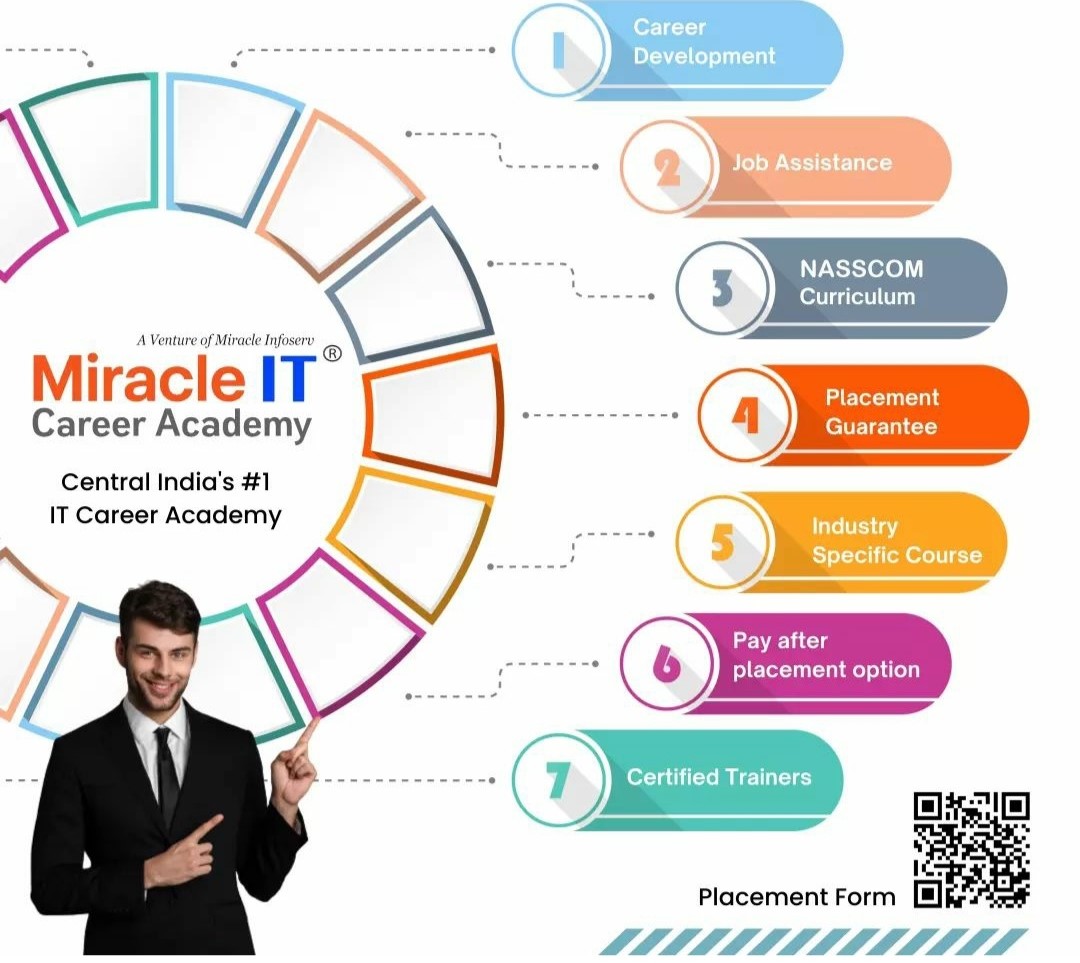 A Venture of Miracle Infoserv
Miracle IT ®
Career Academy
Central India's #1
IT Career Academy
1
Career
Development
2
Job Assistance
3
NASSCOM
Curriculum
4
Placement
Guarantee
5
Industry
Specific Course
6
Pay after
placement option
7
Certified Trainers
Placement Form